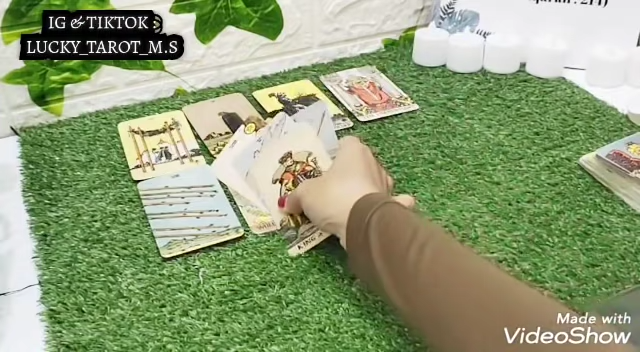 IG & TIKTOK
LUCKY_TAROT_M.S
KING
Made with
VideoShow